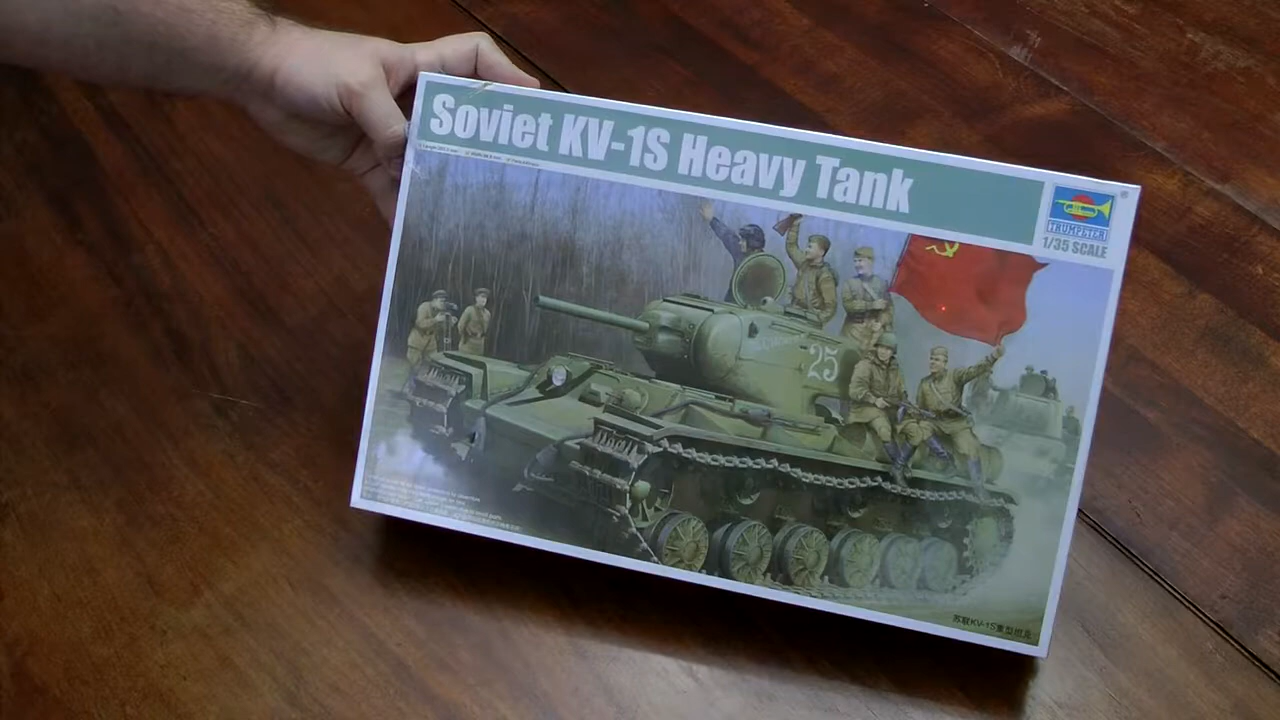 Soviet KV-1S Heavy Tank
TRUMPETER
1/35 SCALE
25
苏联KV-1S重型坦克